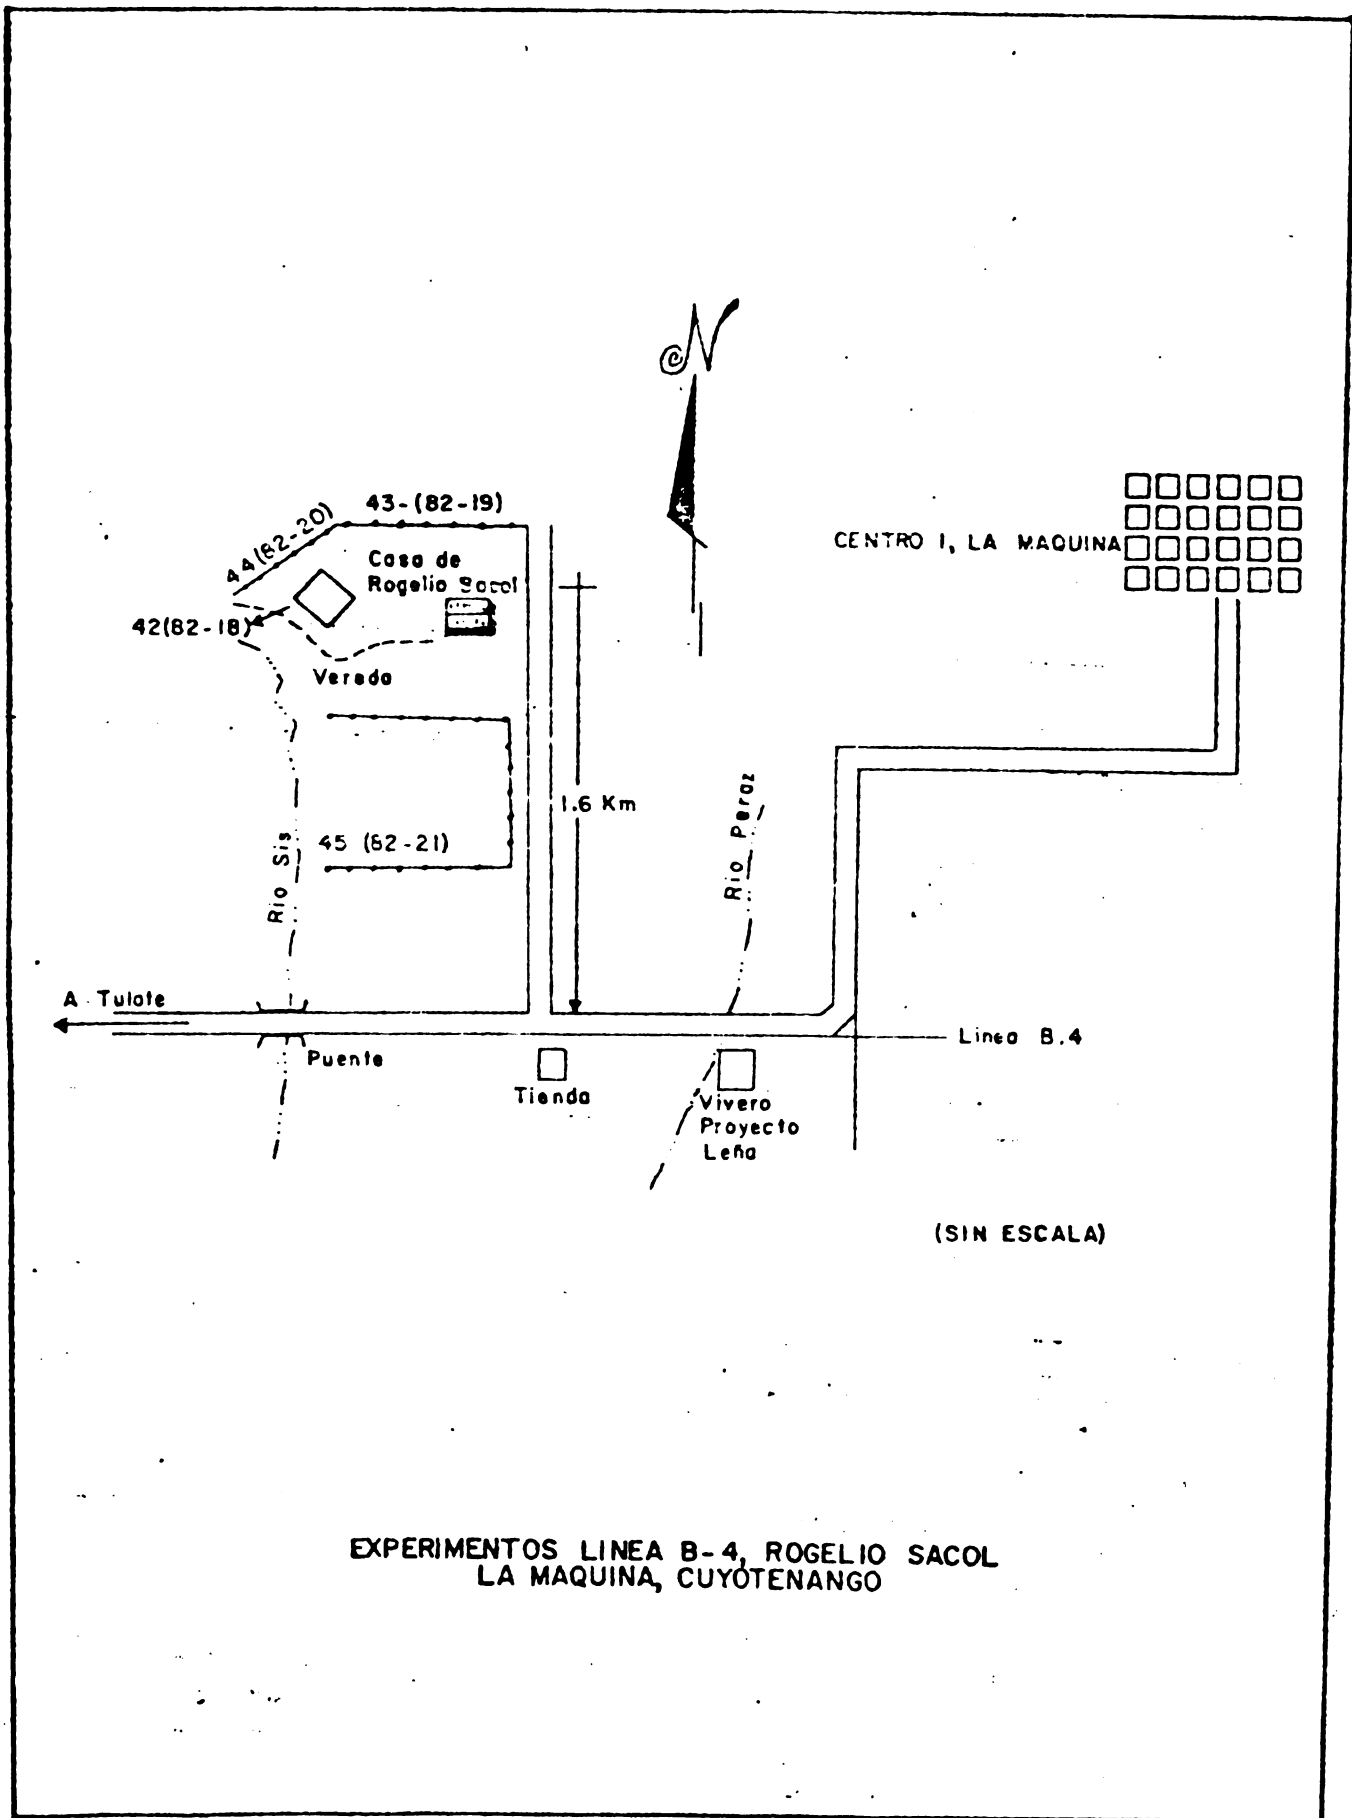 N
43-(82-19)
44(82-20)
CENTRO 1, LA MAQUINA
Casa de
Rogelio Sacol
42(82-18)
Vereda
1.6 Km
Rio Peraz
Rio Sis
45 (82-21)
A Tulate
Linea B.4
Puente
Tienda
Vivero
Proyecto
Leña
(SIN ESCALA)
EXPERIMENTOS LINEA B-4, ROGELIO SACOL
LA MAQUINA, CUYOTENANGO